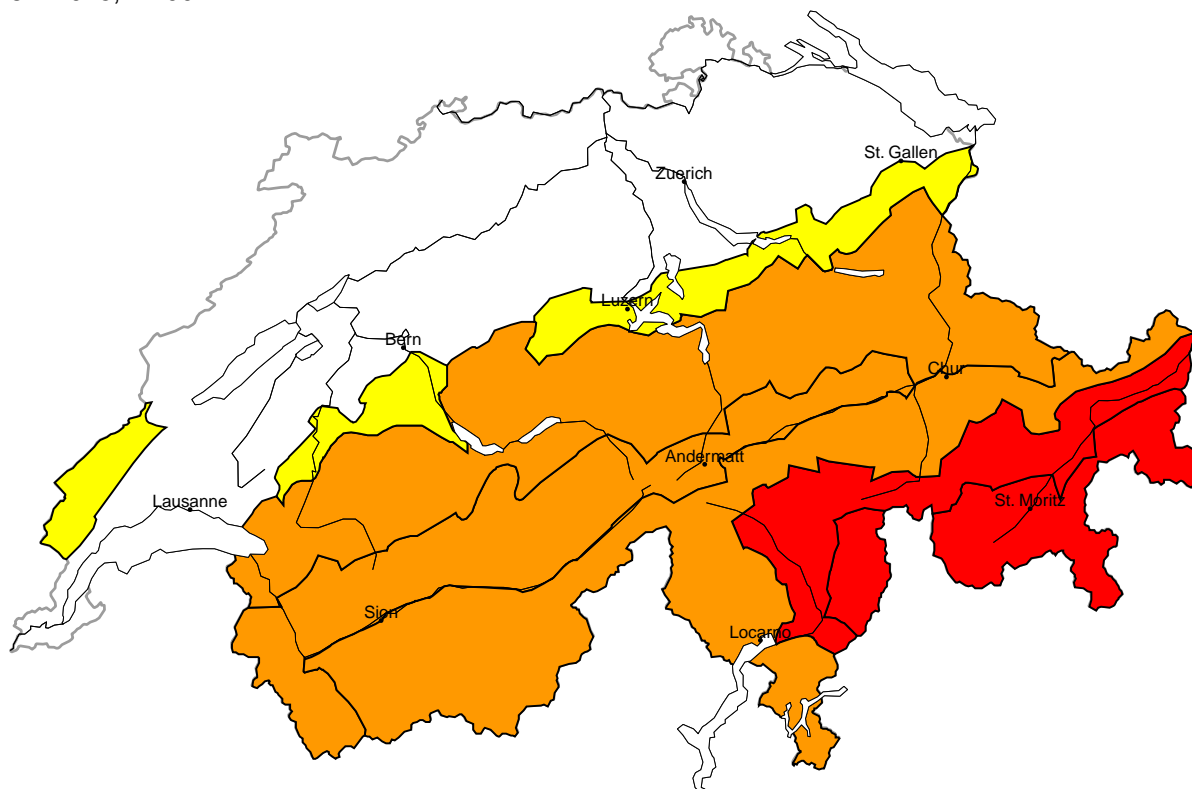 St. Gallen
Zuerich
Luzern
Bern
Chur
Andermatt
Lausanne
St. Moritz
Sion
Locarno